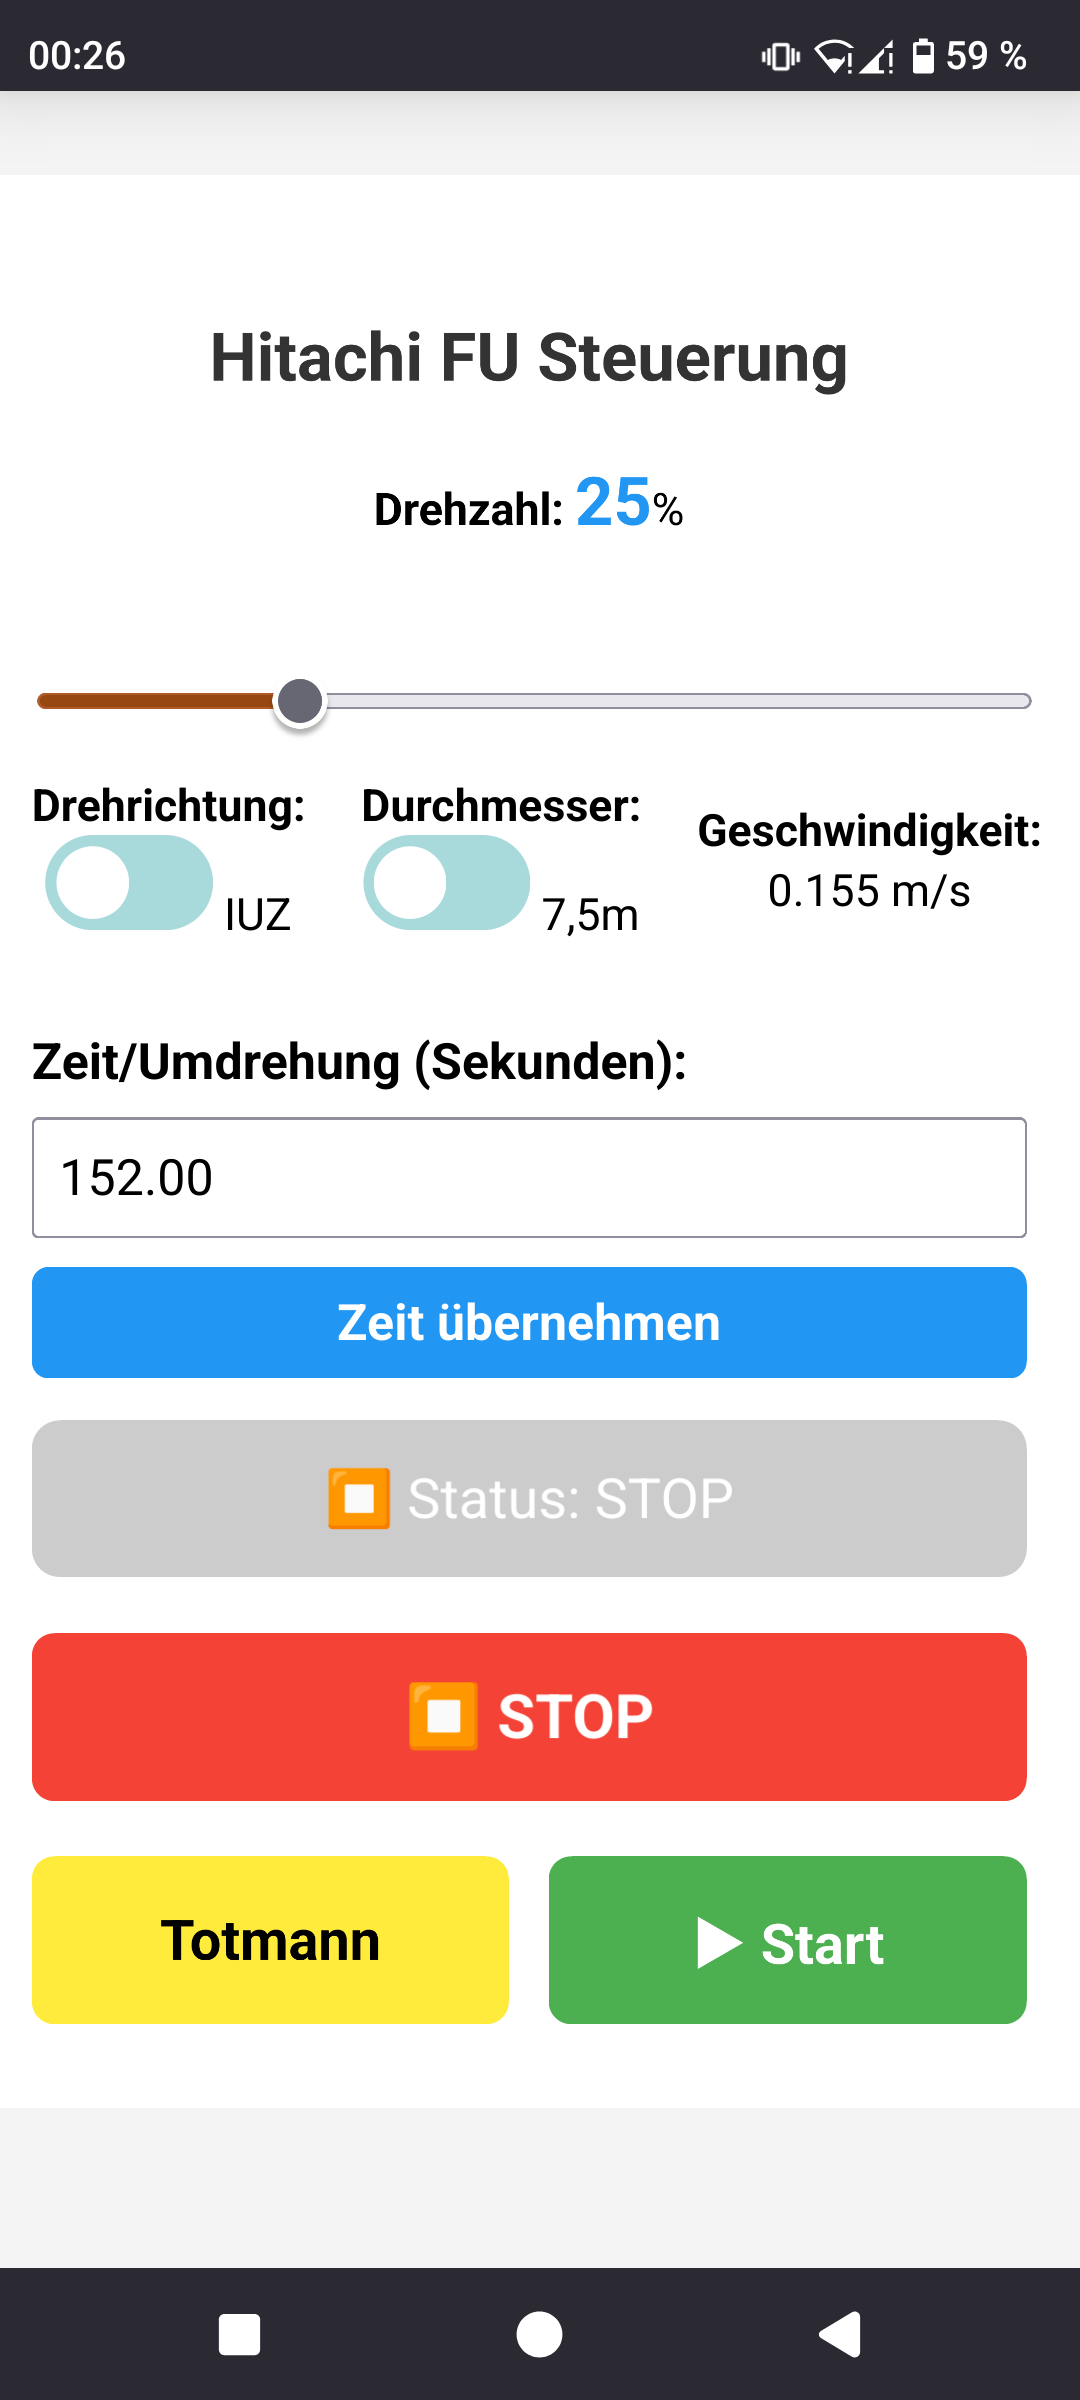 00:26 59 %
Hitachi FU Steuerung
Drehzahl: 25%
Drehrichtung: Durchmesser: Geschwindigkeit:
IUZ 7,5m 0.155 m/s
Zeit/Umdrehung (Sekunden):
152.00
Zeit übernehmen
Status: STOP
STOP
Totmann
Start